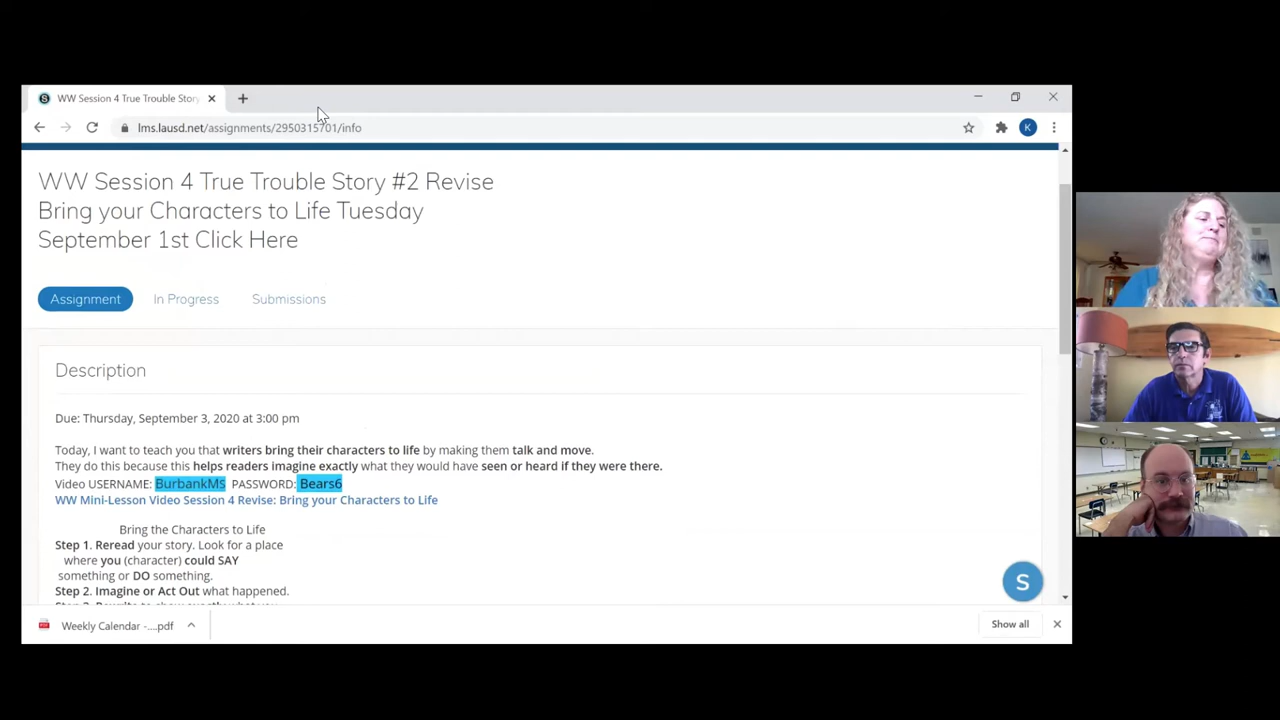 WW Session 4 True Trouble Story
lms.lausd.net/assignments/2950315701/info
K
WW Session 4 True Trouble Story #2 Revise
Bring your Characters to Life Tuesday
September 1st Click Here
Assignment
In Progress
Submissions
Description
Due: Thursday, September 3, 2020 at 3:00 pm
Today, I want to teach you that writers bring their characters to life by making them talk and move.
They do this because this helps readers imagine exactly what they would have seen or heard if they were there.
Video USERNAME: BurbankMS PASSWORD: Bears6
WW Mini-Lesson Video Session 4 Revise: Bring your Characters to Life
Bring the Characters to Life
Step 1. Reread your story. Look for a place
where you (character) could SAY
something or DO something.
Step 2. Imagine or Act Out what happened.
S
Weekly Calendar -....pdf
Show all